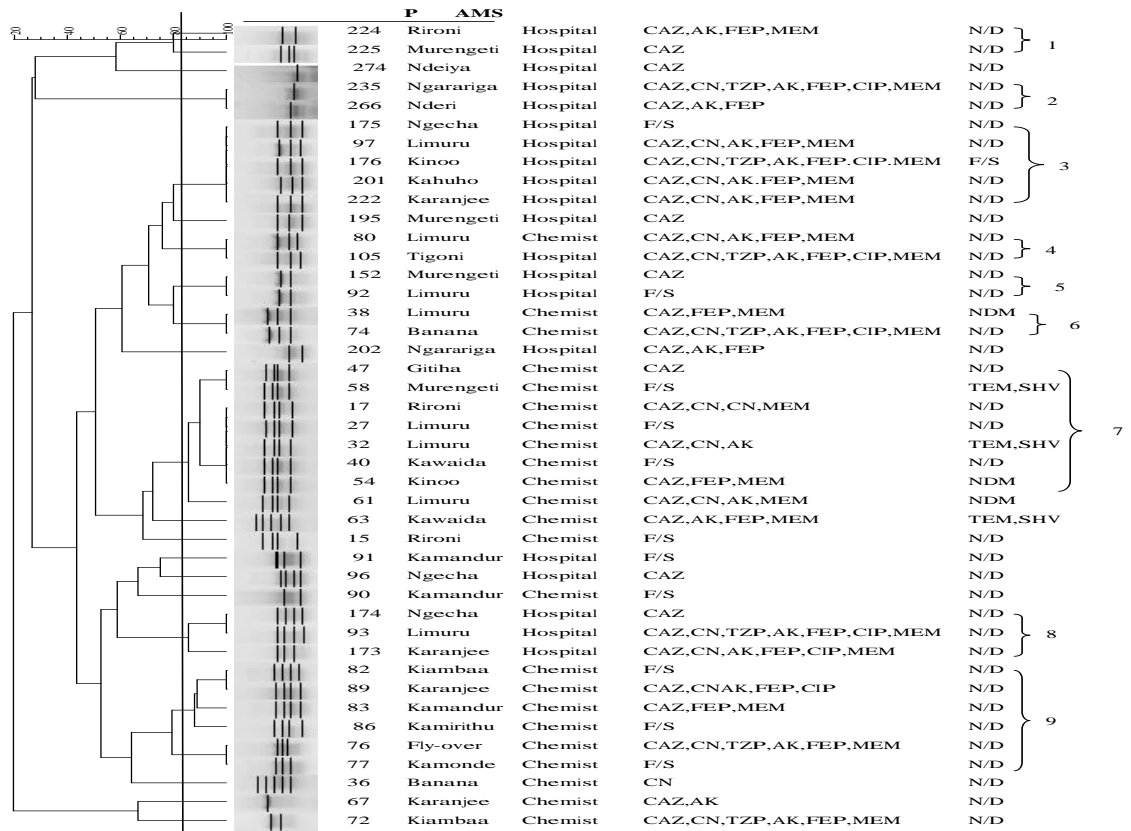 P AMS
20 40 60 80 100
224 Rironi Hospital CAZ,AK,FEP,MEM N/D
225 Murengeti Hospital CAZ N/D 1
274 Ndeiya Hospital CAZ N/D
235 Ngarariga Hospital CAZ,CN,TZP,AK,FEP,CIP,MEM N/D
266 Nderi Hospital CAZ,AK,FEP N/D 2
175 Ngecha Hospital F/S N/D
97 Limuru Hospital CAZ,CN,AK,FEP,MEM N/D
176 Kinoo Hospital CAZ,CN,TZP,AK,FEP.CIP.MEM F/S 3
201 Kahuho Hospital CAZ,CN,AK.FEP,MEM N/D
222 Karanjee Hospital CAZ,CN,AK,FEP,MEM N/D
195 Murengeti Hospital CAZ N/D
80 Limuru Chemist CAZ,CN,AK,FEP,MEM N/D
105 Tigoni Hospital CAZ,CN,TZP,AK,FEP,CIP,MEM N/D 4
152 Murengeti Hospital CAZ N/D
92 Limuru Hospital F/S N/D 5
38 Limuru Chemist CAZ,FEP,MEM NDM
74 Banana Chemist CAZ,CN,TZP,AK,FEP,CIP,MEM N/D 6
202 Ngarariga Hospital CAZ,AK,FEP N/D
47 Gitiha Chemist CAZ N/D
58 Murengeti Chemist F/S TEM,SHV
17 Rironi Chemist CAZ,CN,CN,MEM N/D
27 Limuru Chemist F/S N/D 7
32 Limuru Chemist CAZ,CN,AK TEM,SHV
40 Kawaida Chemist F/S N/D
54 Kinoo Chemist CAZ,FEP,MEM NDM
61 Limuru Chemist CAZ,CN,AK,MEM NDM
63 Kawaida Chemist CAZ,AK,FEP,MEM TEM,SHV
15 Rironi Chemist F/S N/D
91 Kamandur Hospital F/S N/D
96 Ngecha Hospital CAZ N/D
90 Kamandur Chemist F/S N/D
174 Ngecha Hospital CAZ N/D
93 Limuru Hospital CAZ,CN,TZP,AK,FEP,CIP,MEM N/D 8
173 Karanjee Hospital CAZ,CN,AK,FEP,CIP,MEM N/D
82 Kiambaa Chemist F/S N/D
89 Karanjee Chemist CAZ,CNAK,FEP,CIP N/D
83 Kamandur Chemist CAZ,FEP,MEM N/D
86 Kamirithu Chemist F/S N/D 9
76 Fly-over Chemist CAZ,CN,TZP,AK,FEP,MEM N/D
77 Kamonde Chemist F/S N/D
36 Banana Chemist CN N/D
67 Karanjee Chemist CAZ,AK N/D
72 Kiambaa Chemist CAZ,CN,TZP,AK,FEP,MEM N/D